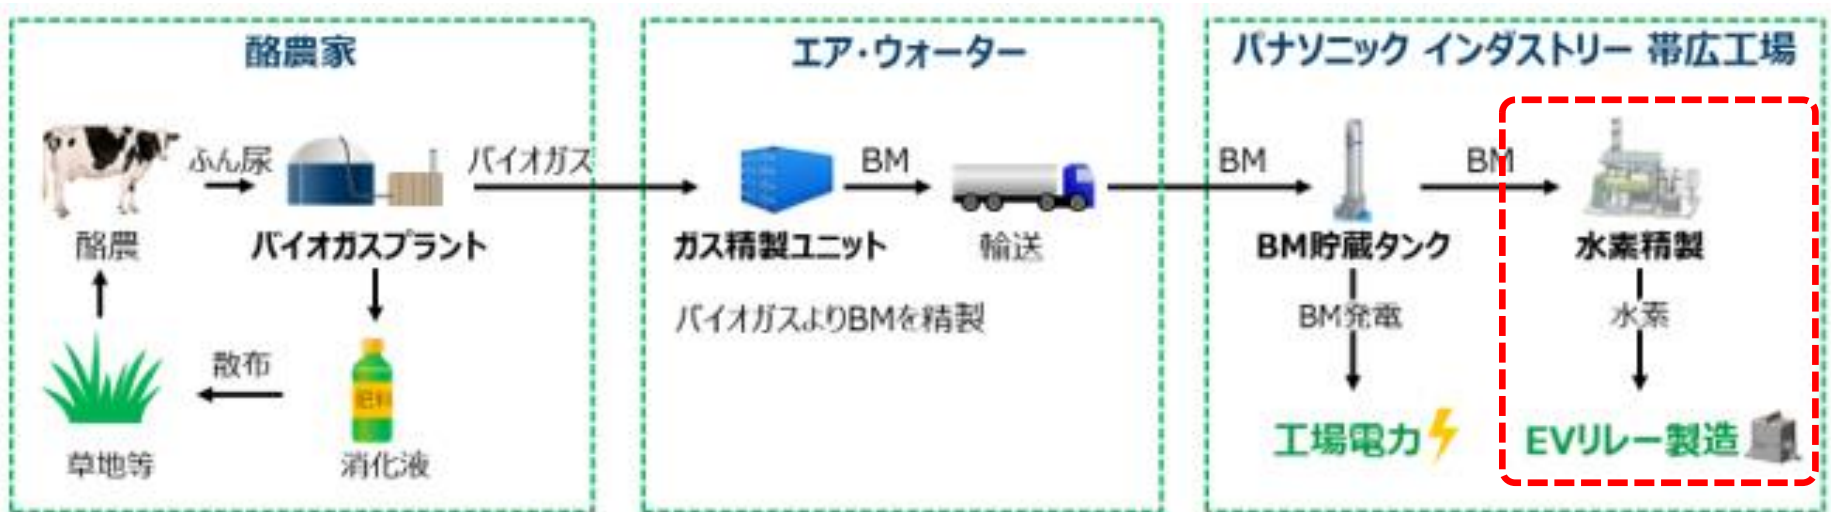 酪農家
ふん尿
バイオガス
酪農
バイオガスプラント
散布
肥料
草地等
消化液
エア・ウォーター
BM
ガス精製ユニット
輸送
バイオガスよりBMを精製
パナソニック インダストリー 帯広工場
BM
BM
BM貯蔵タンク
水素精製
BM発電
水素
工場電力
EVリレー製造